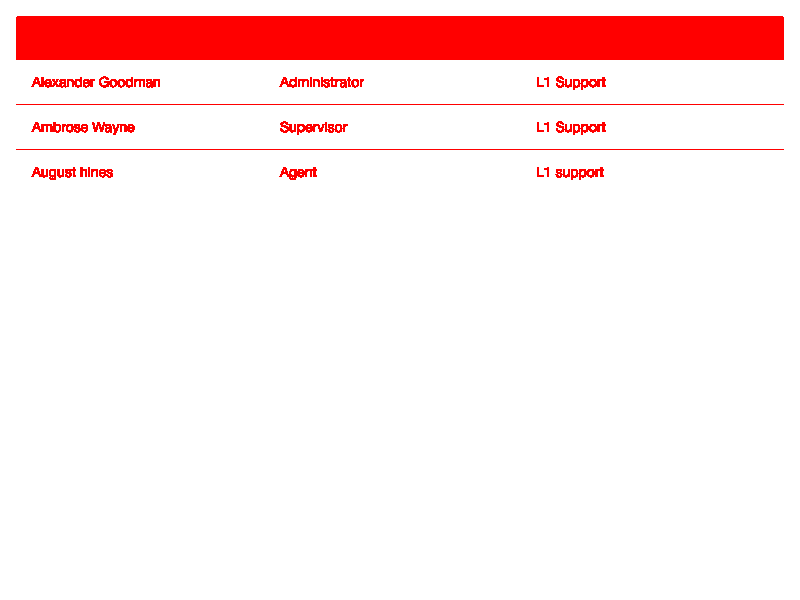 Alexander Goodman Administrator L1 Support
Ambrose Wayne Supervisor L1 Support
August hines Agent L1 support